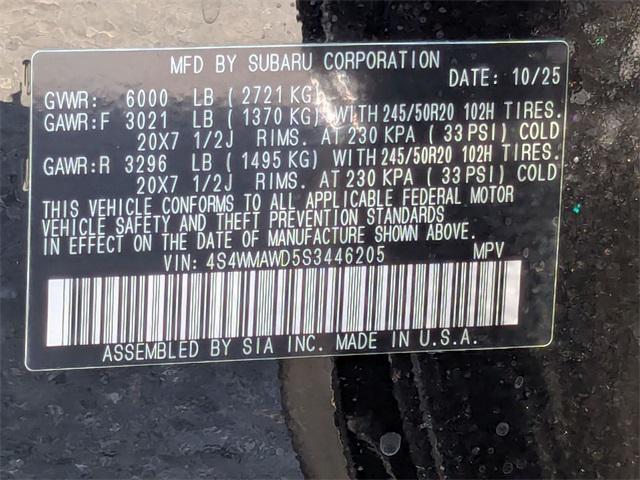 MFD BY SUBARU CORPORATION
DATE: 10/25
GVWR: 6000 LB (2721 KG)
GAWR:F 3021 LB (1370 KG) WITH 245/50R20 102H TIRES.
20X7 1/2J RIMS. AT 230 KPA (33 PSI) COLD
GAWR:R 3296 LB (1495 KG) WITH 245/50R20 102H TIRES.
20X7 1/2J RIMS. AT 230 KPA (33 PSI) COLD
THIS VEHICLE CONFORMS TO ALL APPLICABLE FEDERAL MOTOR
VEHICLE SAFETY AND THEFT PREVENTION STANDARDS
IN EFFECT ON THE DATE OF MANUFACTURE SHOWN ABOVE.
VIN: 4S4WMAWD5S3446205 MPV
ASSEMBLED BY SIA INC. MADE IN U.S.A.